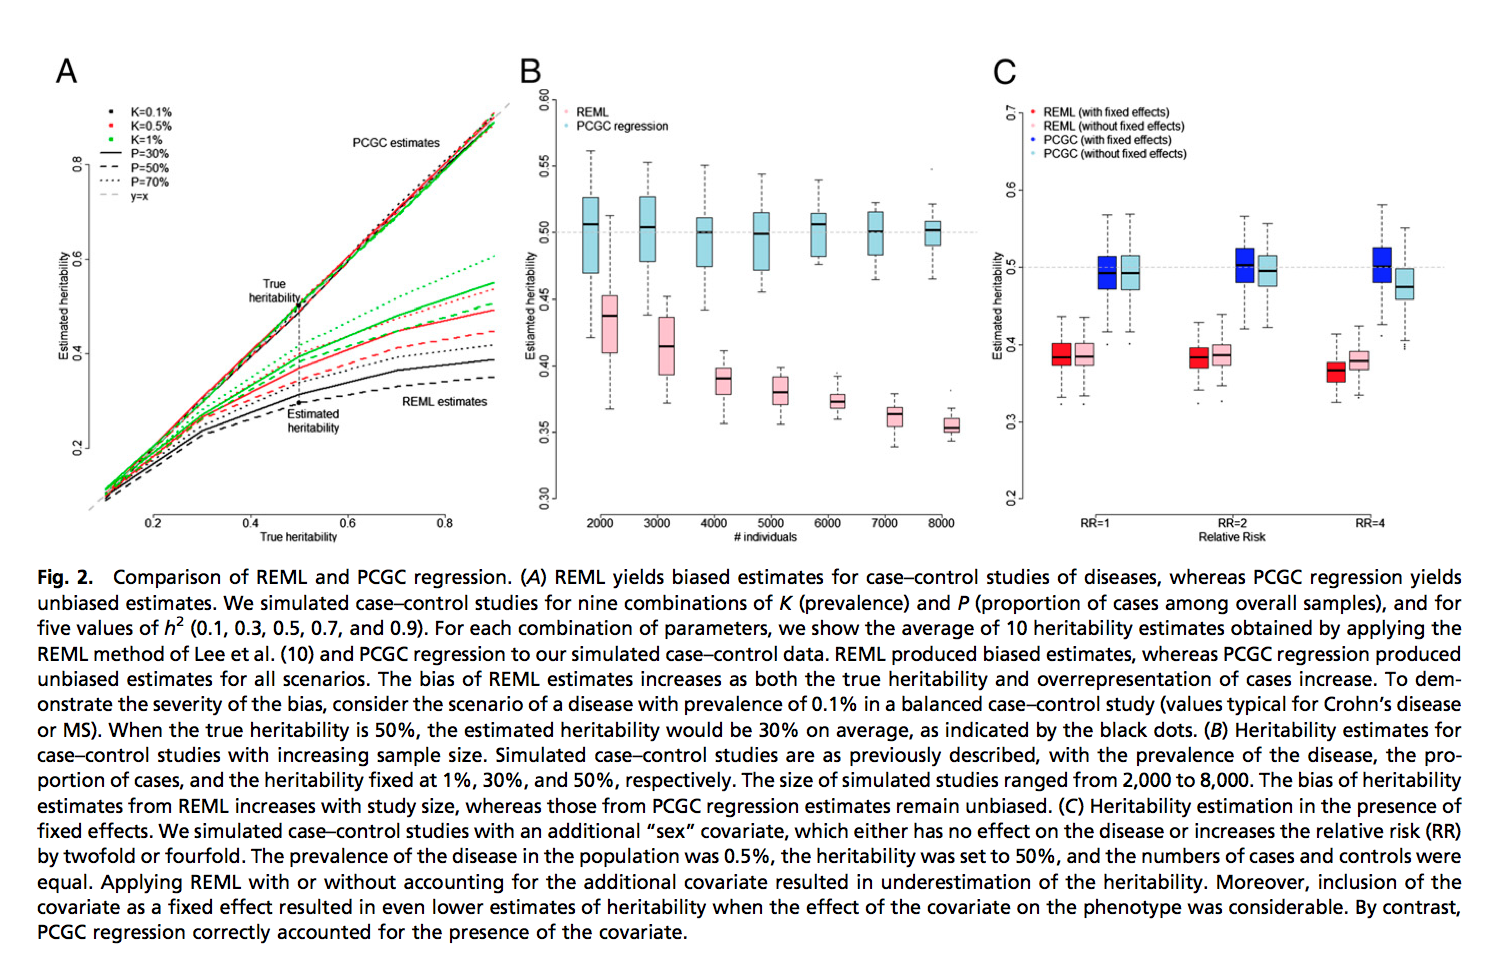 A
K=0.1%
K=0.5%
K=1%
P=30%
P=50%
P=70%
y=x
PCGC estimates
True
heritability
Estimated
heritability
REML estimates
Estimated heritability
0.2
0.4
0.6
0.8
0.2
0.4
0.6
0.8
True heritability
B
REML
PCGC regression
Estiamted heritability
0.30
0.35
0.40
0.45
0.50
0.55
0.60
2000
3000
4000
5000
6000
7000
8000
# individuals
C
REML (with fixed effects)
REML (without fixed effects)
PCGC (with fixed effects)
PCGC (without fixed effects)
Estimated heritability
0.2
0.3
0.4
0.5
0.6
0.7
RR=1
RR=2
RR=4
Relative Risk
Fig. 2. Comparison of REML and PCGC regression. (A) REML yields biased estimates for case–control studies of diseases, whereas PCGC regression yields
unbiased estimates. We simulated case–control studies for nine combinations of K (prevalence) and P (proportion of cases among overall samples), and for
five values of h² (0.1, 0.3, 0.5, 0.7, and 0.9). For each combination of parameters, we show the average of 10 heritability estimates obtained by applying the
REML method of Lee et al. (10) and PCGC regression to our simulated case–control data. REML produced biased estimates, whereas PCGC regression produced
unbiased estimates for all scenarios. The bias of REML estimates increases as both the true heritability and overrepresentation of cases increase. To dem-
onstrate the severity of the bias, consider the scenario of a disease with prevalence of 0.1% in a balanced case–control study (values typical for Crohn's disease
or MS). When the true heritability is 50%, the estimated heritability would be 30% on average, as indicated by the black dots. (B) Heritability estimates for
case–control studies with increasing sample size. Simulated case–control studies are as previously described, with the prevalence of the disease, the pro-
portion of cases, and the heritability fixed at 1%, 30%, and 50%, respectively. The size of simulated studies ranged from 2,000 to 8,000. The bias of heritability
estimates from REML increases with study size, whereas those from PCGC regression estimates remain unbiased. (C) Heritability estimation in the presence of
fixed effects. We simulated case–control studies with an additional "sex" covariate, which either has no effect on the disease or increases the relative risk (RR)
by twofold or fourfold. The prevalence of the disease in the population was 0.5%, the heritability was set to 50%, and the numbers of cases and controls were
equal. Applying REML with or without accounting for the additional covariate resulted in underestimation of the heritability. Moreover, inclusion of the
covariate as a fixed effect resulted in even lower estimates of heritability when the effect of the covariate on the phenotype was considerable. By contrast,
PCGC regression correctly accounted for the presence of the covariate.